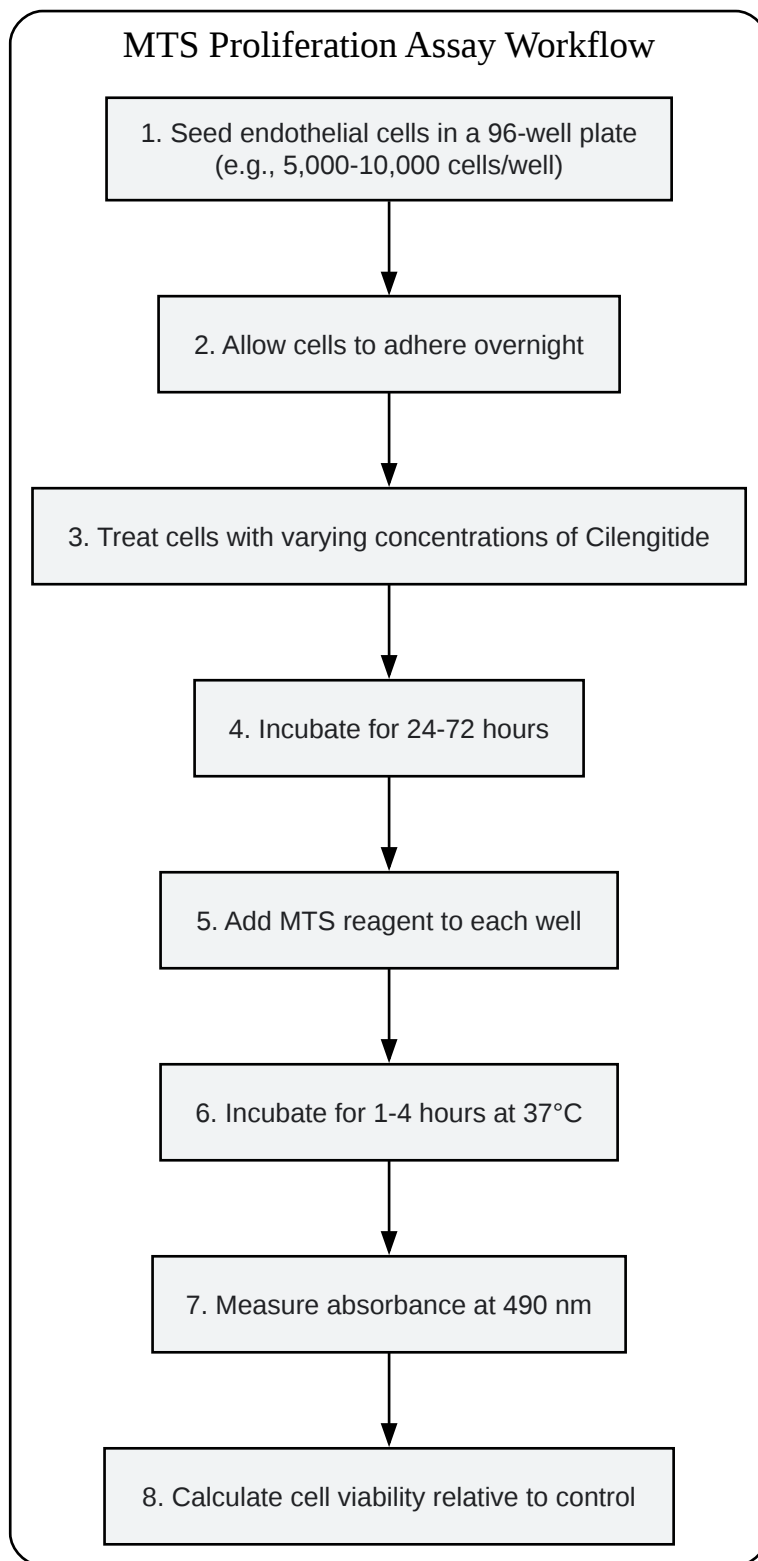 MTS Proliferation Assay Workflow
1. Seed endothelial cells in a 96-well plate
(e.g., 5,000-10,000 cells/well)
2. Allow cells to adhere overnight
3. Treat cells with varying concentrations of Cilengitide
4. Incubate for 24-72 hours
5. Add MTS reagent to each well
6. Incubate for 1-4 hours at 37°C
7. Measure absorbance at 490 nm
8. Calculate cell viability relative to control